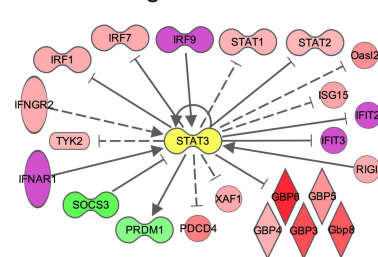 IRF7
IRF9
STAT1
STAT2
IRF1
Oasl2
IFNGR2
ISG15
IFIT2
TYK2
STAT3
IFIT3
IFNAR1
RIGI
SOCS3
XAF1
GBP6
GBP5
PRDM1
PDCD4
GBP4
GBP3
Gbp8